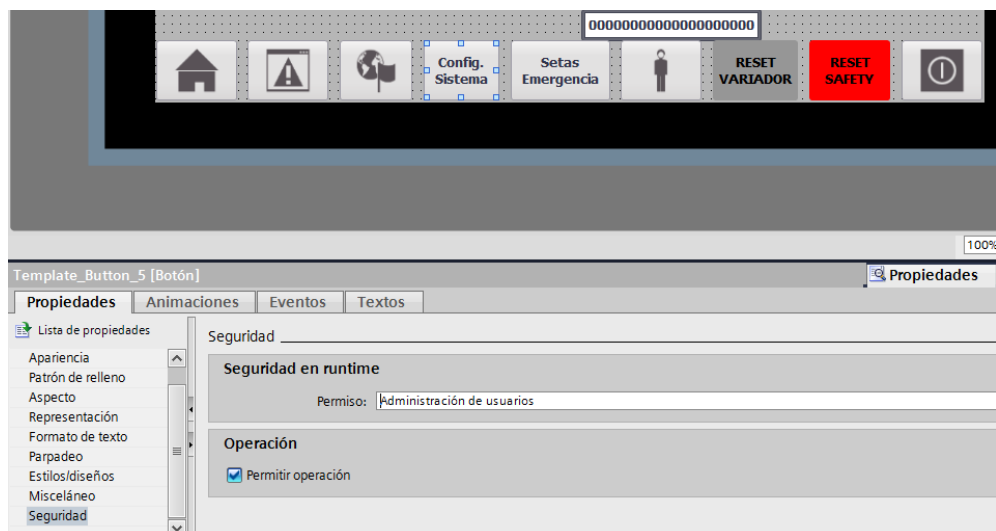 00000000000000000000
Config. Sistema
Setas Emergencia
RESET VARIADOR
RESET SAFETY
100%
Template_Button_5 [Botón]
Propiedades
Propiedades Animaciones Eventos Textos
Lista de propiedades
Apariencia
Patrón de relleno
Aspecto
Representación
Formato de texto
Parpadeo
Estilos/diseños
Misceláneo
Seguridad
Seguridad
Seguridad en runtime
Permiso: Administración de usuarios
Operación
Permitir operación